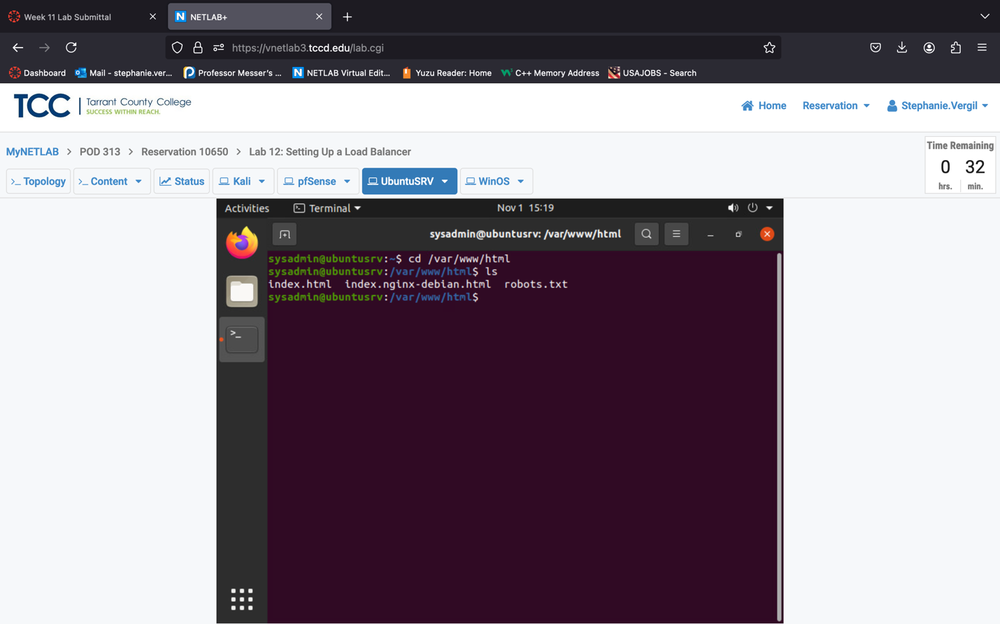 Week 11 Lab Submittal
NETLAB+
https://vnetlab3.tccd.edu/lab.cgi
Dashboard Mail - stephanie.ver... Professor Messer's ... NETLAB Virtual Edit... Yuzu Reader: Home C++ Memory Address USAJOBS - Search
TCC Tarrant County College
SUCCESS WITHIN REACH.
Home Reservation Stephanie.Vergil
MyNETLAB > POD 313 > Reservation 10650 > Lab 12: Setting Up a Load Balancer
Time Remaining
0 32
hrs. min.
>_ Topology >_ Content Status Kali pfSense UbuntuSRV WinOS
Activities Terminal Nov 1 15:19
sysadmin@ubuntusrv: /var/www/html
sysadmin@ubuntusrv:~$ cd /var/www/html
sysadmin@ubuntusrv:/var/www/html$ ls
index.html index.nginx-debian.html robots.txt
sysadmin@ubuntusrv:/var/www/html$